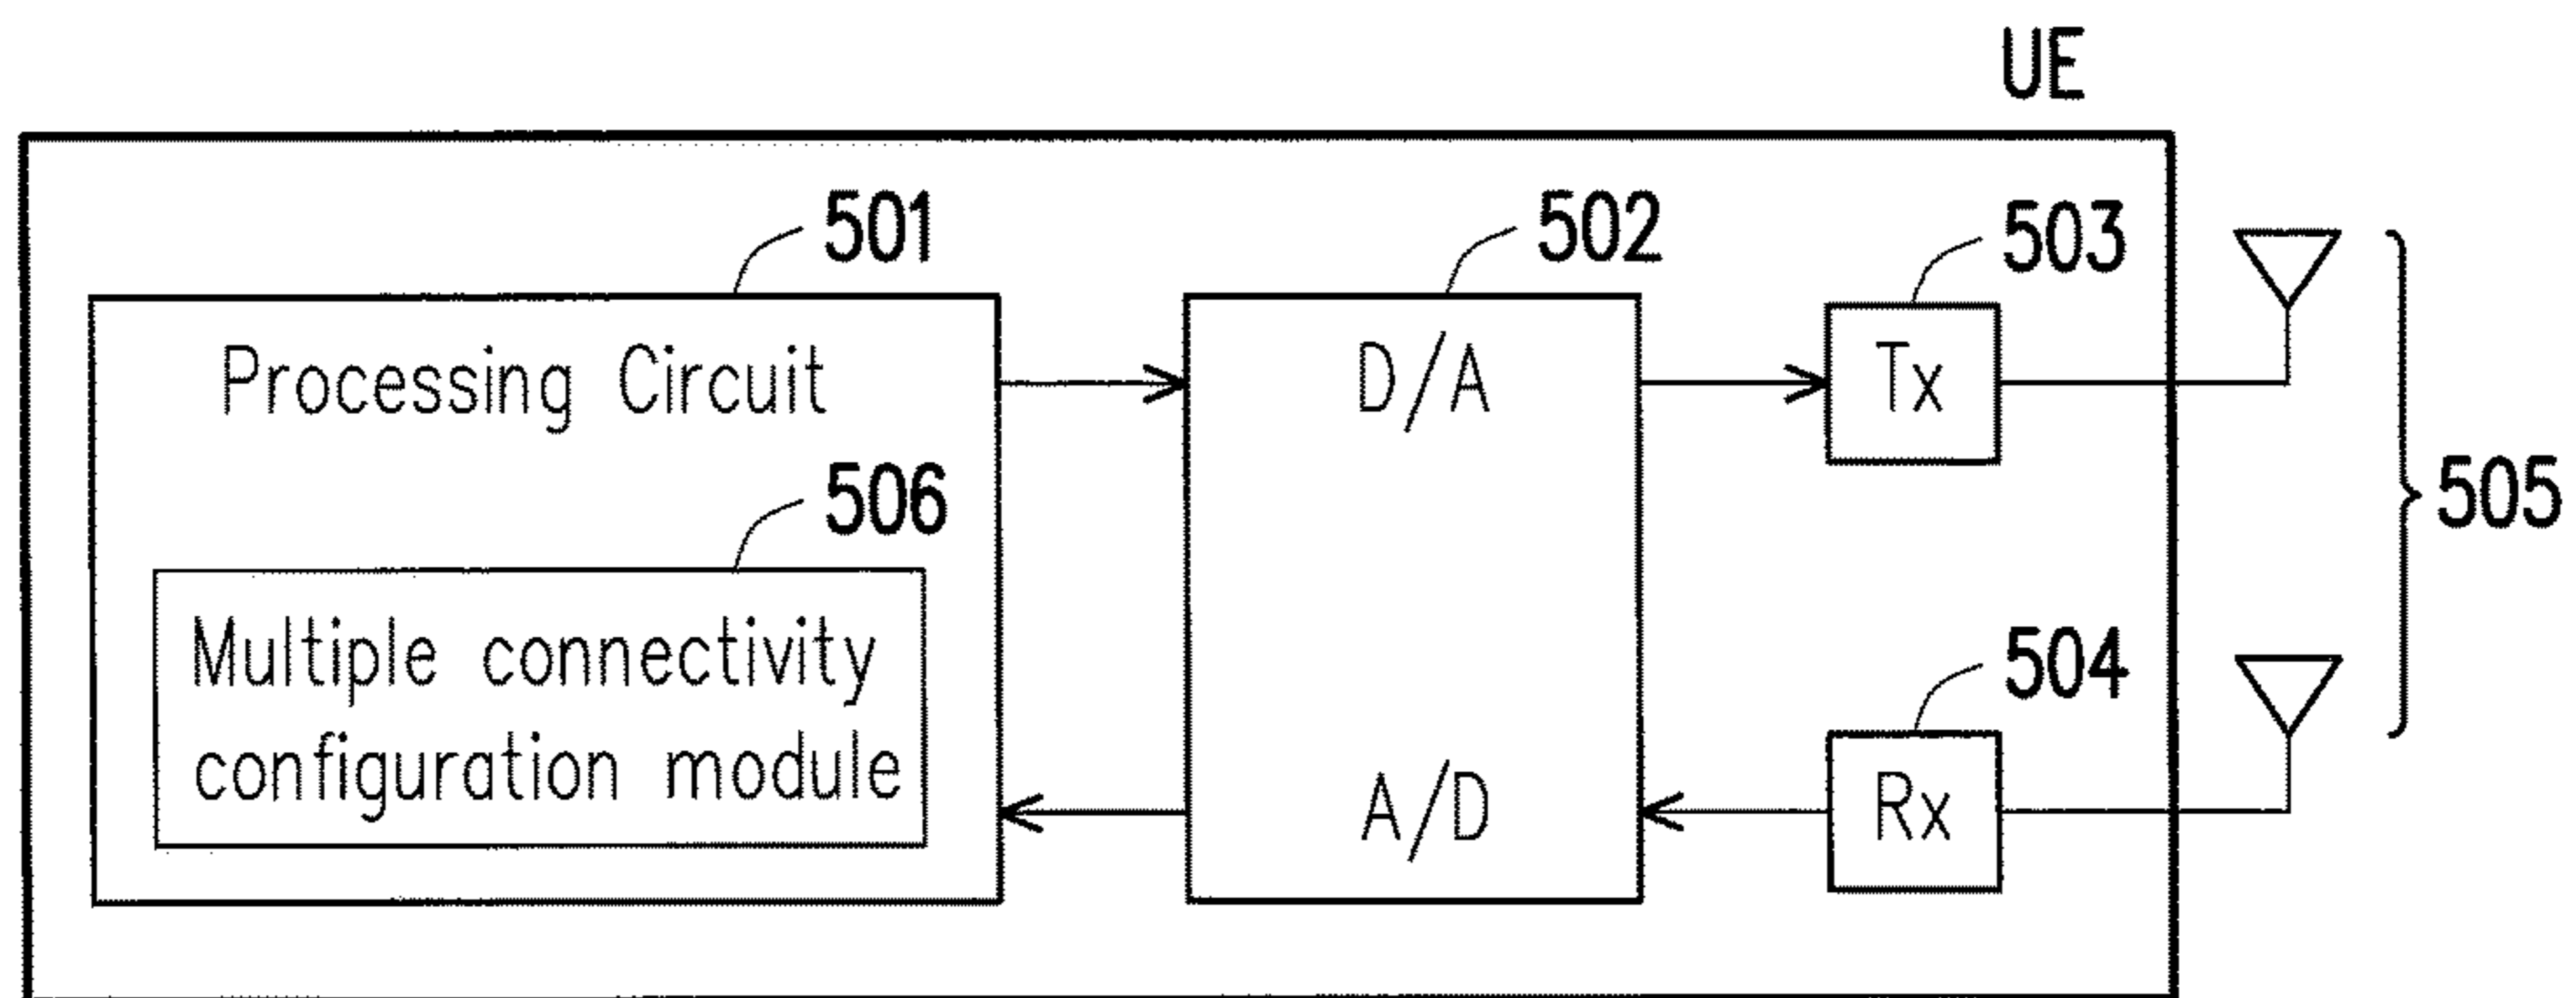 UE
501
502
503
Processing Circuit
D/A
Tx
505
506
Multiple connectivity
configuration module
504
A/D
Rx